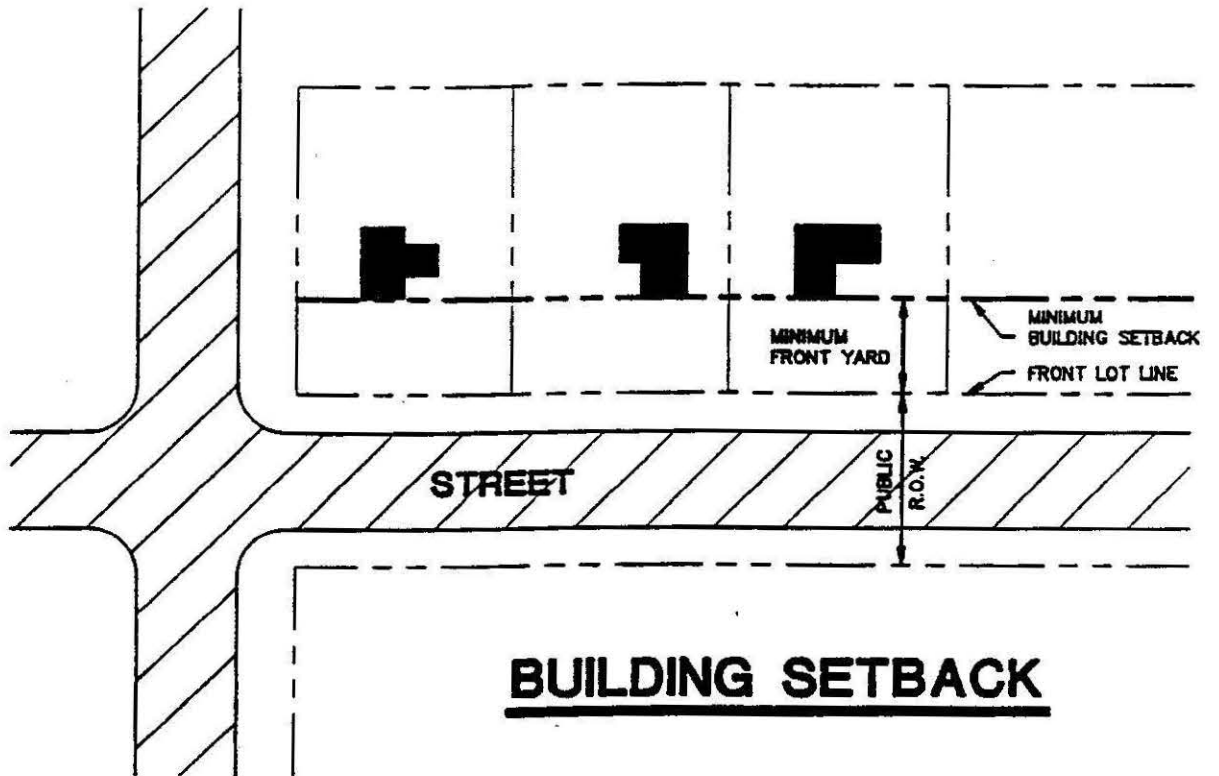 MINIMUM
FRONT YARD
MINIMUM
BUILDING SETBACK
FRONT LOT LINE
STREET
PUBLIC
R.O.W.
BUILDING SETBACK